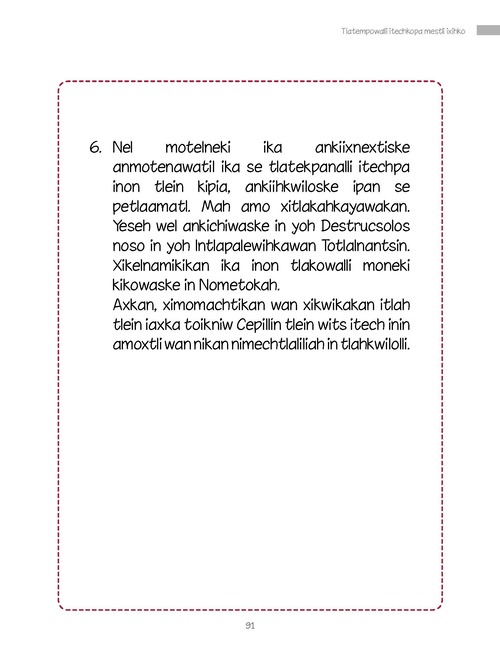 Tlatempowalli itechkopa mestli ixihko
6. Nel motelneki ika ankiixnextiske
anmotenawatil ika se tlatekpanalli itechpa
inon tlein kipia, ankiihkwiloske ipan se
petlaamatl. Mah amo xitlakahkayawakan.
Yeseh wel ankichiwaske in yoh Destrucsolos
noso in yoh Intlapalewihkawan Totlalnantsin.
Xikelnamikikan ika inon tlakowalli moneki
kikowaske in Nometokah.
Axkan, ximomachtikan wan xikwikakan itlah
tlein iaxka toikniw Cepillin tlein wits itech inin
amoxtli wan nikan nimechtlaliliah in tlahkwilolli.
91